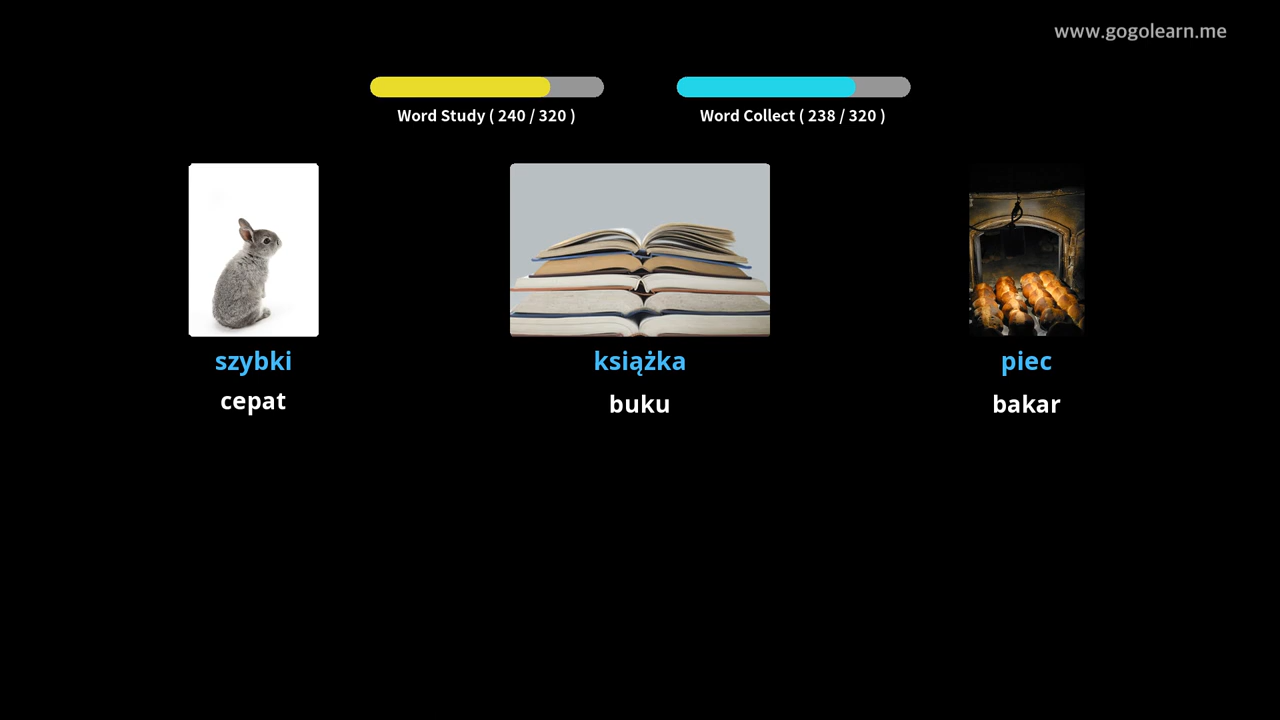 www.gogolearn.me
Word Study ( 240 / 320 )
Word Collect ( 238 / 320 )
szybki
książka
piec
cepat
buku
bakar